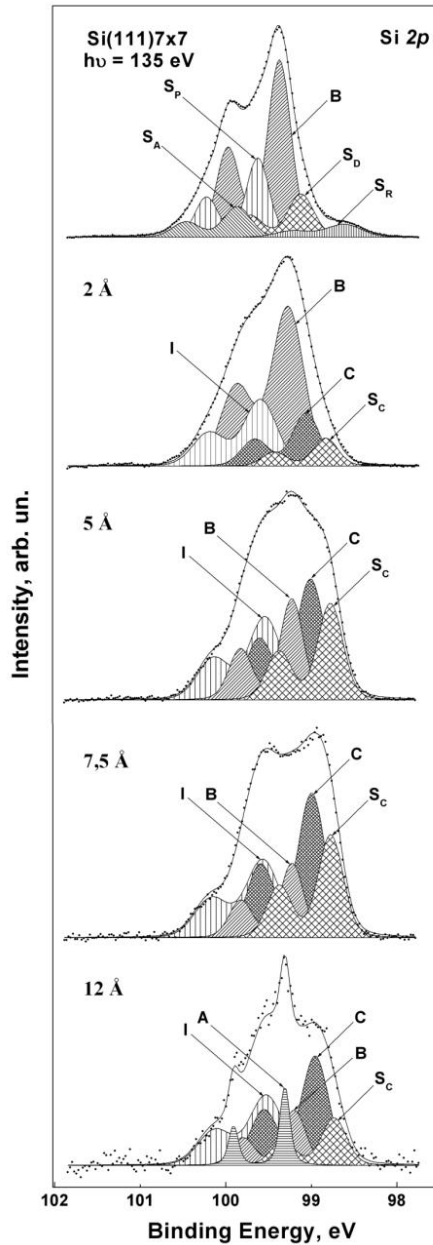 Si(111)7x7
hυ = 135 eV
Si 2p
S_P
B
S_A
S_D
S_R
2 Å
B
I
C
S_C
5 Å
B
C
I
S_C
7,5 Å
C
I
B
S_C
12 Å
A
C
I
B
S_C
Intensity, arb. un.
102 101 100 99 98
Binding Energy, eV